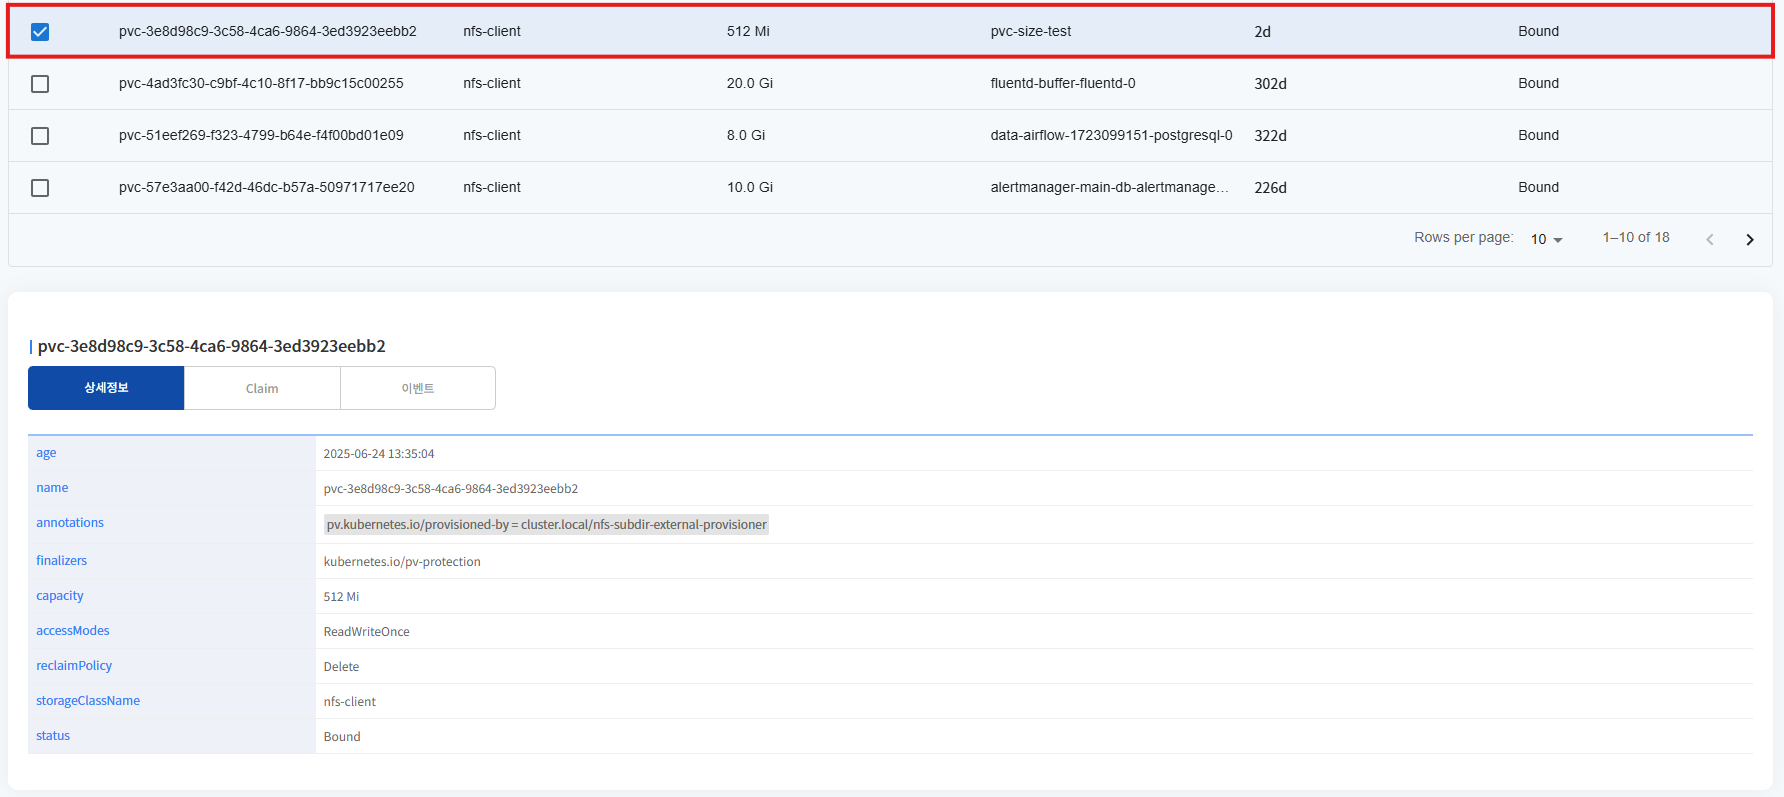 pvc-3e8d98c9-3c58-4ca6-9864-3ed3923eebb2 nfs-client 512 Mi pvc-size-test 2d Bound
pvc-4ad3fc30-c9bf-4c10-8f17-bb9c15c00255 nfs-client 20.0 Gi fluentd-buffer-fluentd-0 302d Bound
pvc-51eef269-f323-4799-b64e-f4f00bd01e09 nfs-client 8.0 Gi data-airflow-1723099151-postgresql-0 322d Bound
pvc-57e3aa00-f42d-46dc-b57a-50971717ee20 nfs-client 10.0 Gi alertmanager-main-db-alertmanage... 226d Bound
Rows per page: 10 1–10 of 18
pvc-3e8d98c9-3c58-4ca6-9864-3ed3923eebb2
상세정보 Claim 이벤트
age 2025-06-24 13:35:04
name pvc-3e8d98c9-3c58-4ca6-9864-3ed3923eebb2
annotations pv.kubernetes.io/provisioned-by = cluster.local/nfs-subdir-external-provisioner
finalizers kubernetes.io/pv-protection
capacity 512 Mi
accessModes ReadWriteOnce
reclaimPolicy Delete
storageClassName nfs-client
status Bound